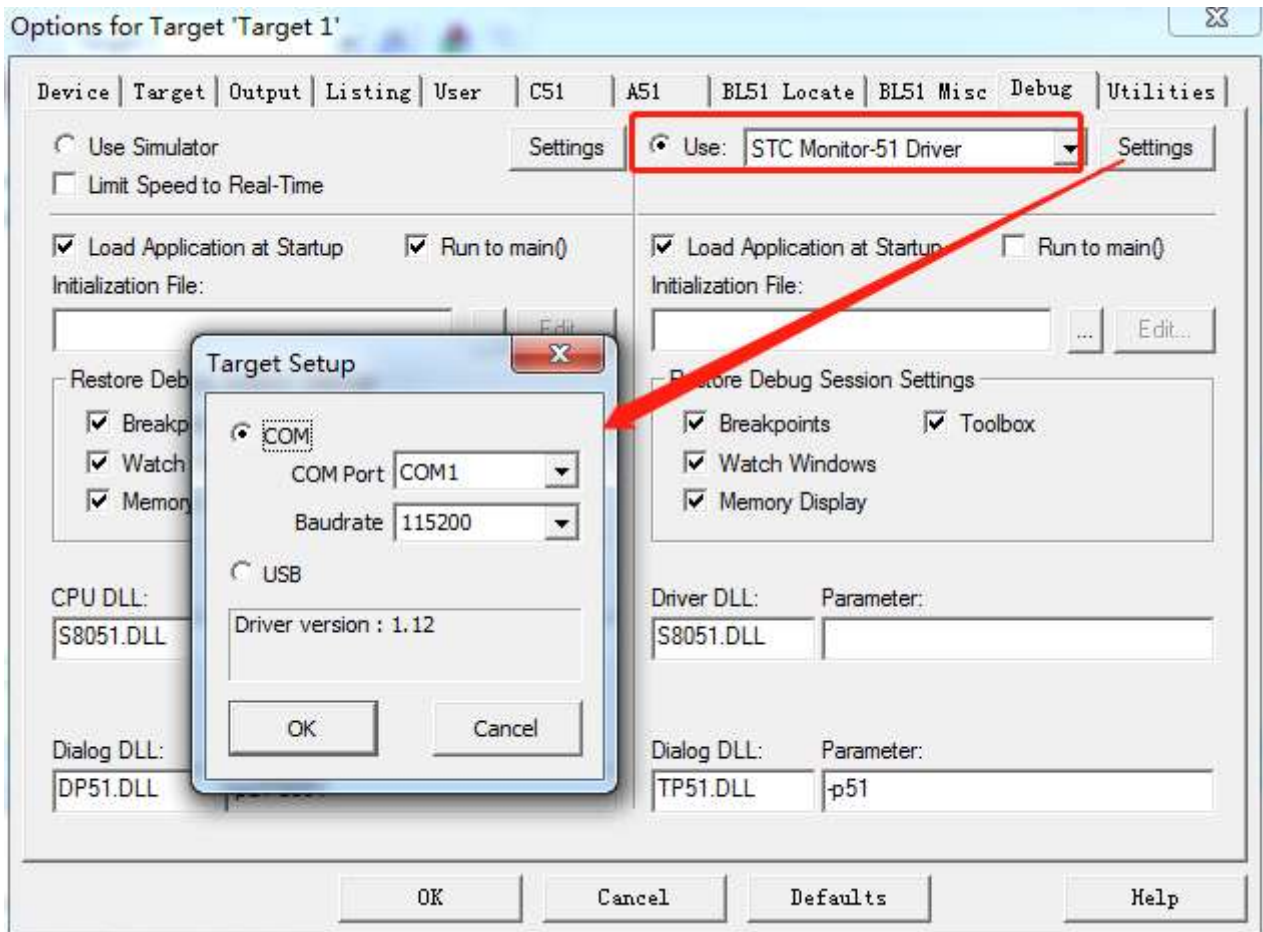 Options for Target 'Target 1'
Device Target Output Listing User C51 A51 BL51 Locate BL51 Misc Debug Utilities
Use Simulator Settings
Limit Speed to Real-Time
Use: STC Monitor-51 Driver Settings
Load Application at Startup Run to main()
Initialization File:
Load Application at Startup Run to main()
Initialization File:
... Edit...
Target Setup
COM
COM Port COM1
Baudrate 115200
USB
Driver version : 1.12
OK Cancel
Restore
Watch
CPU DLL:
S8051.DLL
Dialog DLL:
DP51.DLL
Debug Session Settings
Breakpoints Toolbox
Watch Windows
Memory Display
Driver DLL: Parameter:
S8051.DLL
Dialog DLL: Parameter:
TP51.DLL -p51
OK Cancel Defaults Help